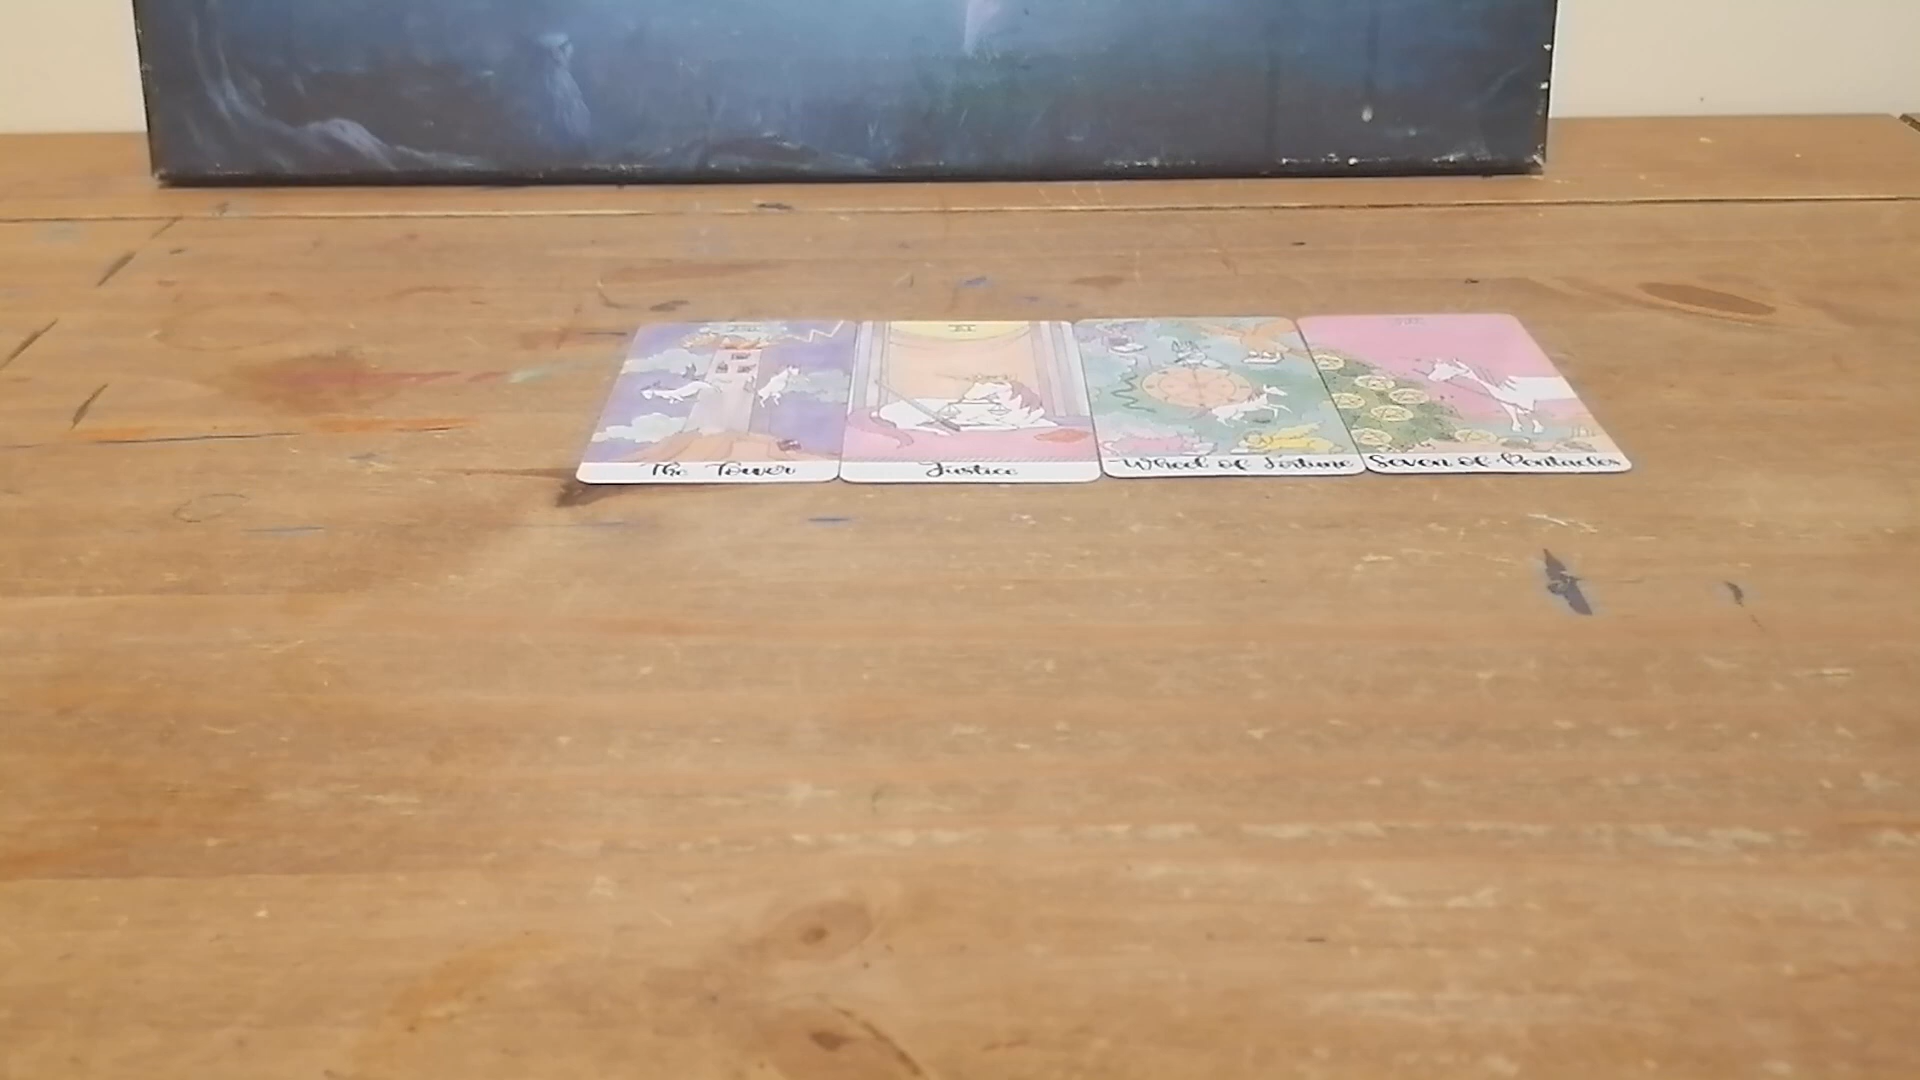 The Tower
Justice
Wheel of Fortune
Seven of Pentacles